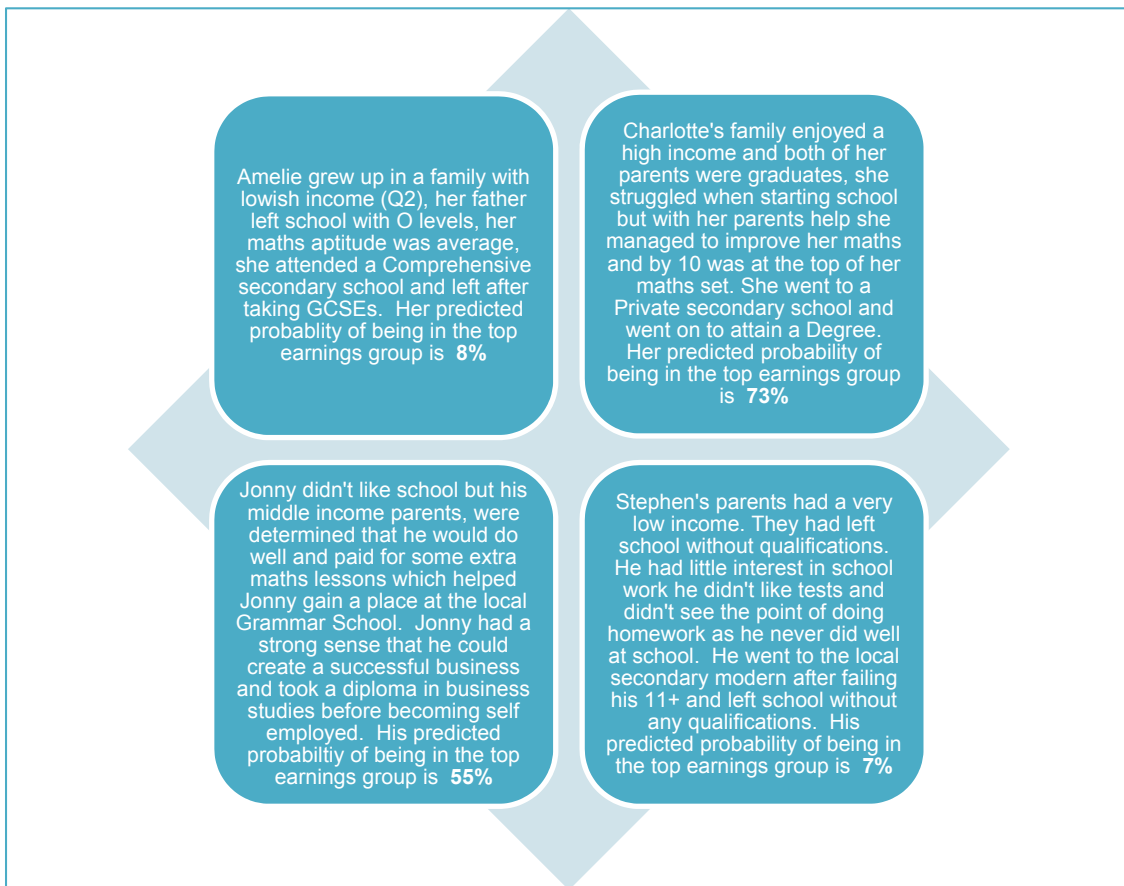 Amelie grew up in a family with
lowish income (Q2), her father
left school with O levels, her
maths aptitude was average,
she attended a Comprehensive
secondary school and left after
taking GCSEs.  Her predicted
probablity of being in the top
earnings group is  8%
Charlotte's family enjoyed a
high income and both of her
parents were graduates, she
struggled when starting school
but with her parents help she
managed to improve her maths
and by 10 was at the top of her
maths set. She went to a
Private secondary school and
went on to attain a Degree.
Her predicted probability of
being in the top earnings group
is  73%
Jonny didn't like school but his
middle income parents, were
determined that he would do
well and paid for some extra
maths lessons which helped
Jonny gain a place at the local
Grammar School.  Jonny had a
strong sense that he could
create a successful business
and took a diploma in business
studies before becoming self
employed.  His predicted
probabiltiy of being in the top
earnings group is  55%
Stephen's parents had a very
low income. They had left
school without qualifications.
He had little interest in school
work he didn't like tests and
didn't see the point of doing
homework as he never did well
at school.  He went to the local
secondary modern after failing
his 11+ and left school without
any qualifications.  His
predicted probability of being in
the top earnings group is  7%